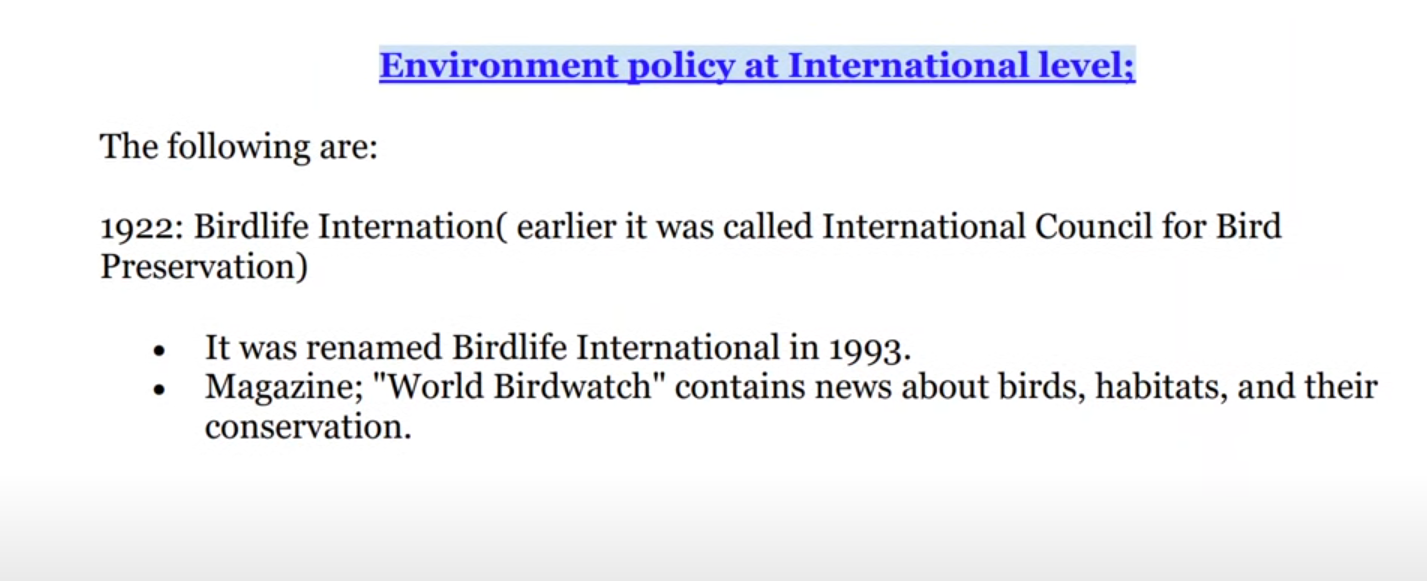 Environment policy at International level;
The following are:
1922: Birdlife Internation( earlier it was called International Council for Bird
Preservation)
• It was renamed Birdlife International in 1993.
• Magazine; "World Birdwatch" contains news about birds, habitats, and their
conservation.